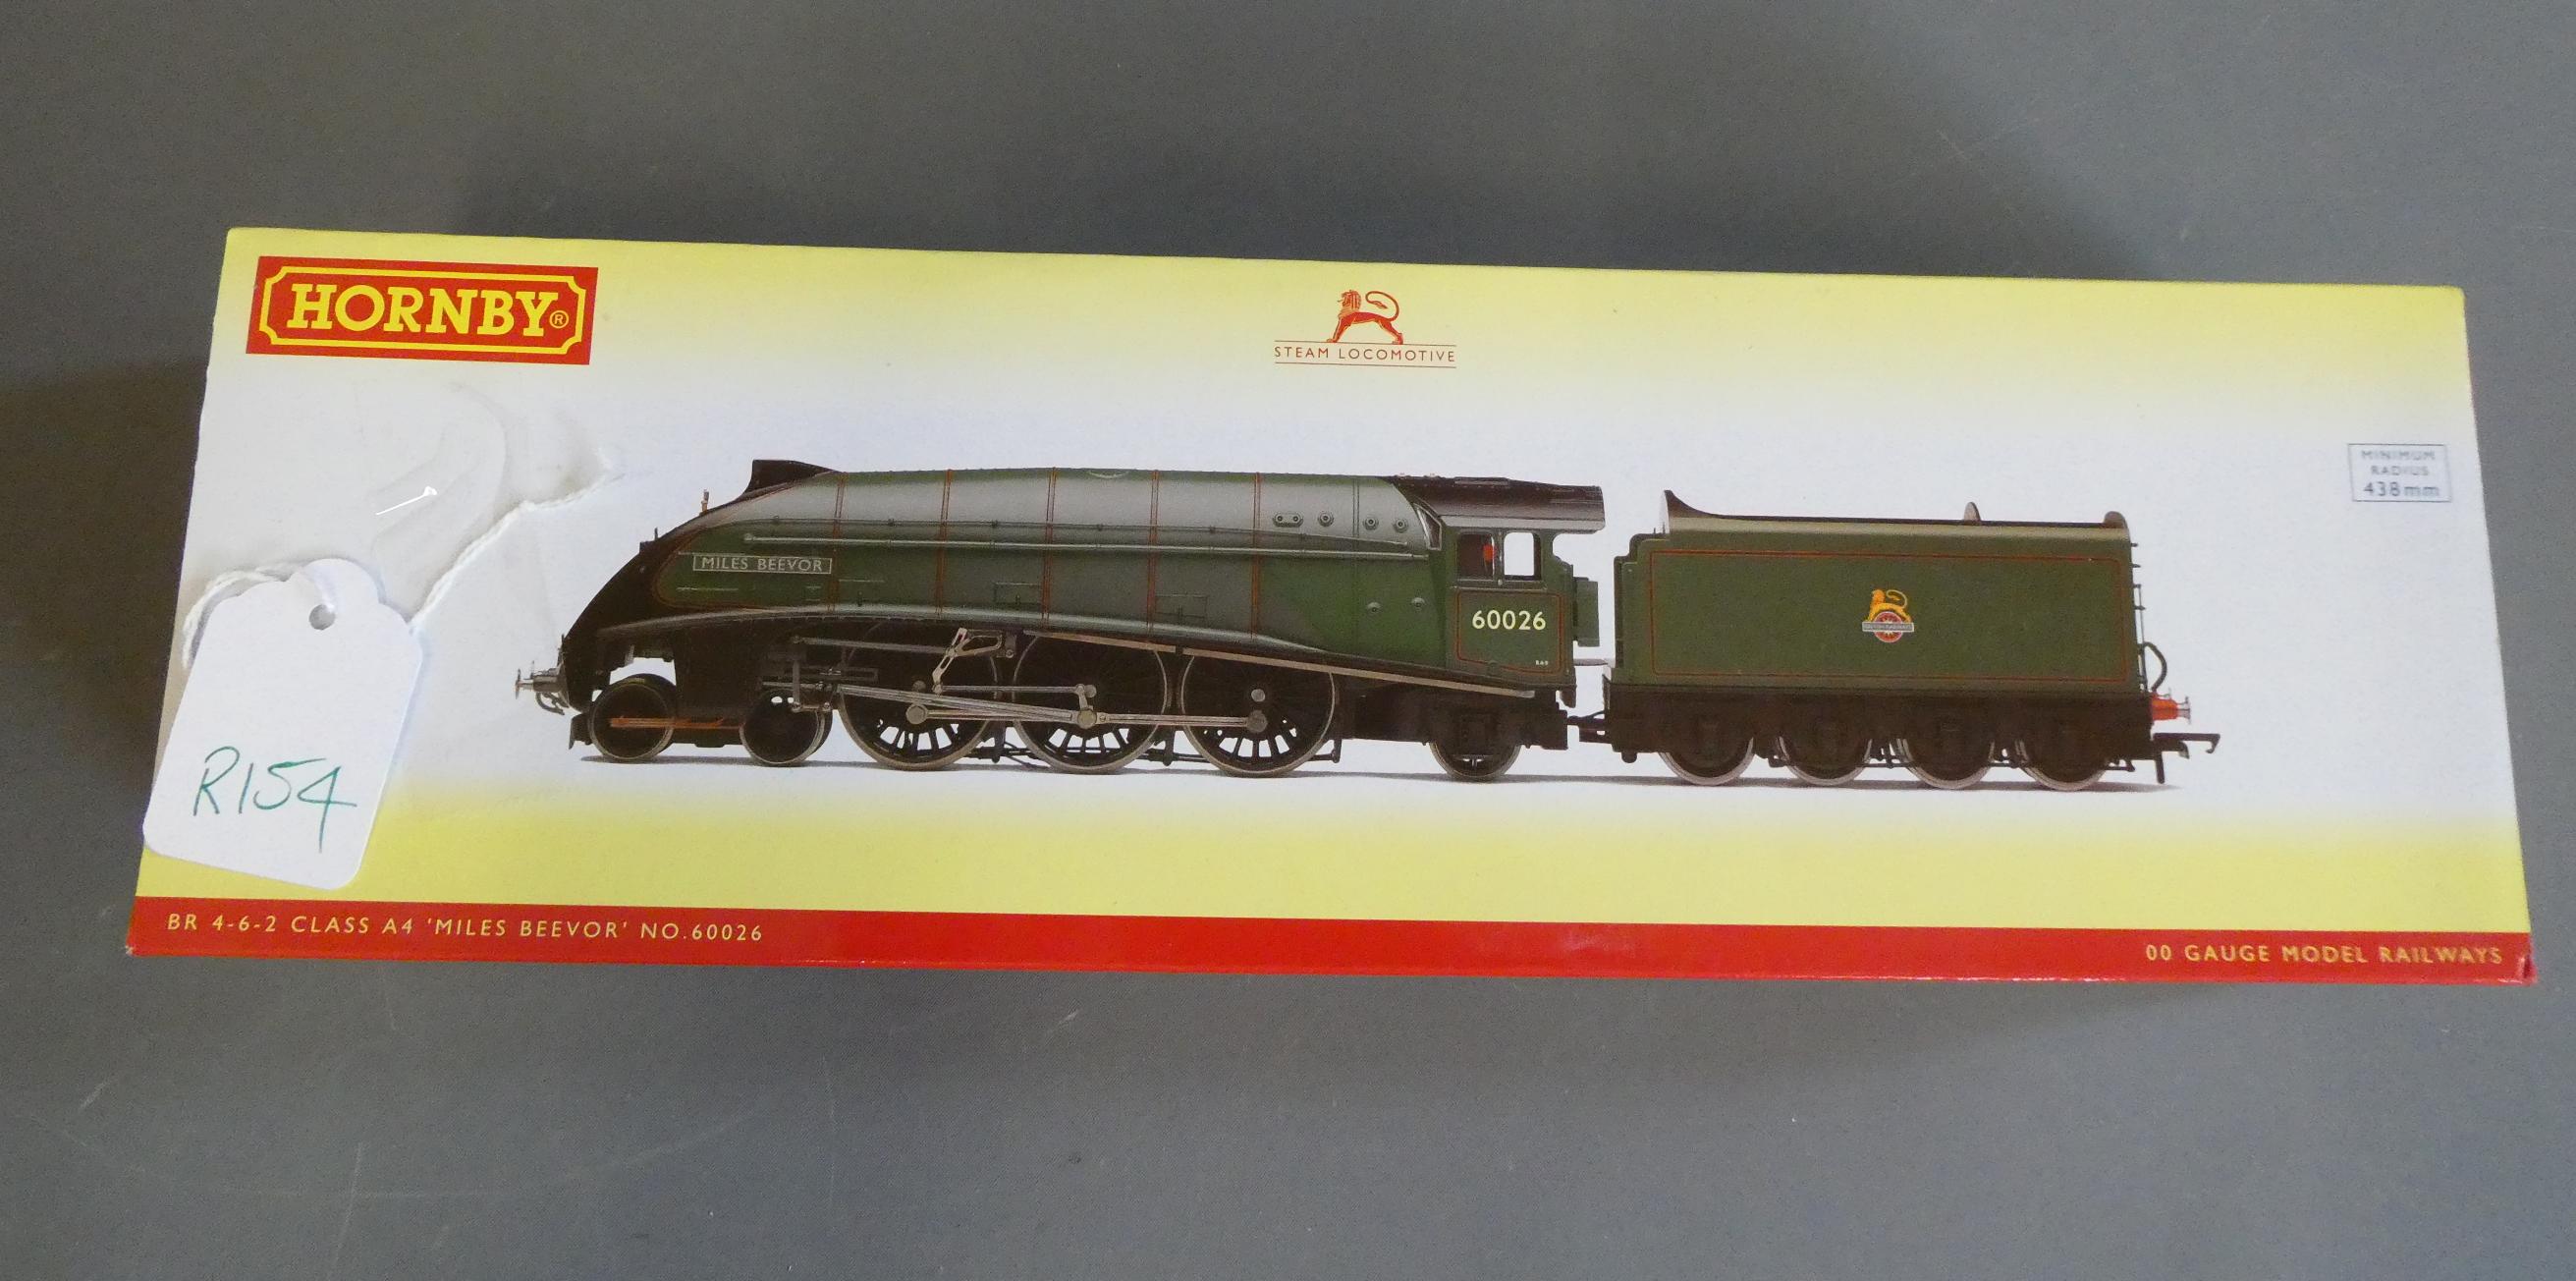 HORNBY®
STEAM LOCOMOTIVE
MINIMUM
RADIUS
438mm
MILES BEEVOR
60026
R154
BR 4-6-2 CLASS A4 'MILES BEEVOR' NO.60026
00 GAUGE MODEL RAILWAYS